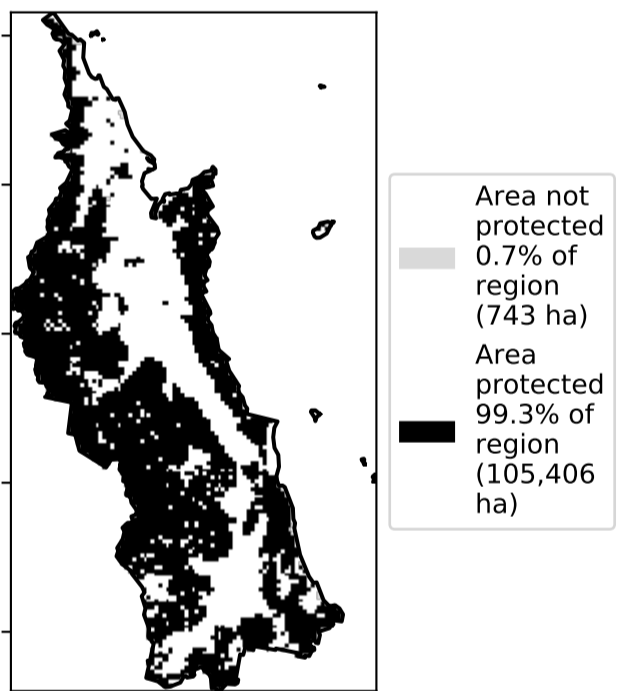 Area not
protected
0.7% of
region
(743 ha)
Area
protected
99.3% of
region
(105,406
ha)